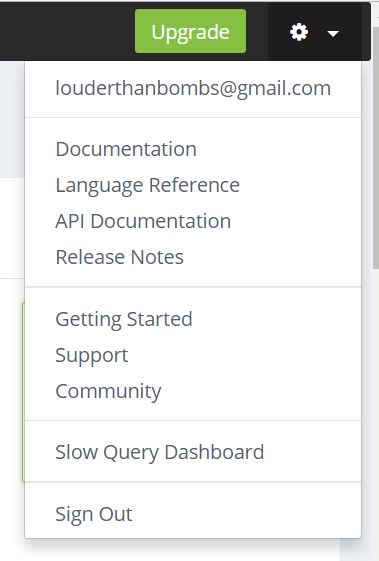 Upgrade
louderthanbombs@gmail.com
Documentation
Language Reference
API Documentation
Release Notes
Getting Started
Support
Community
Slow Query Dashboard
Sign Out